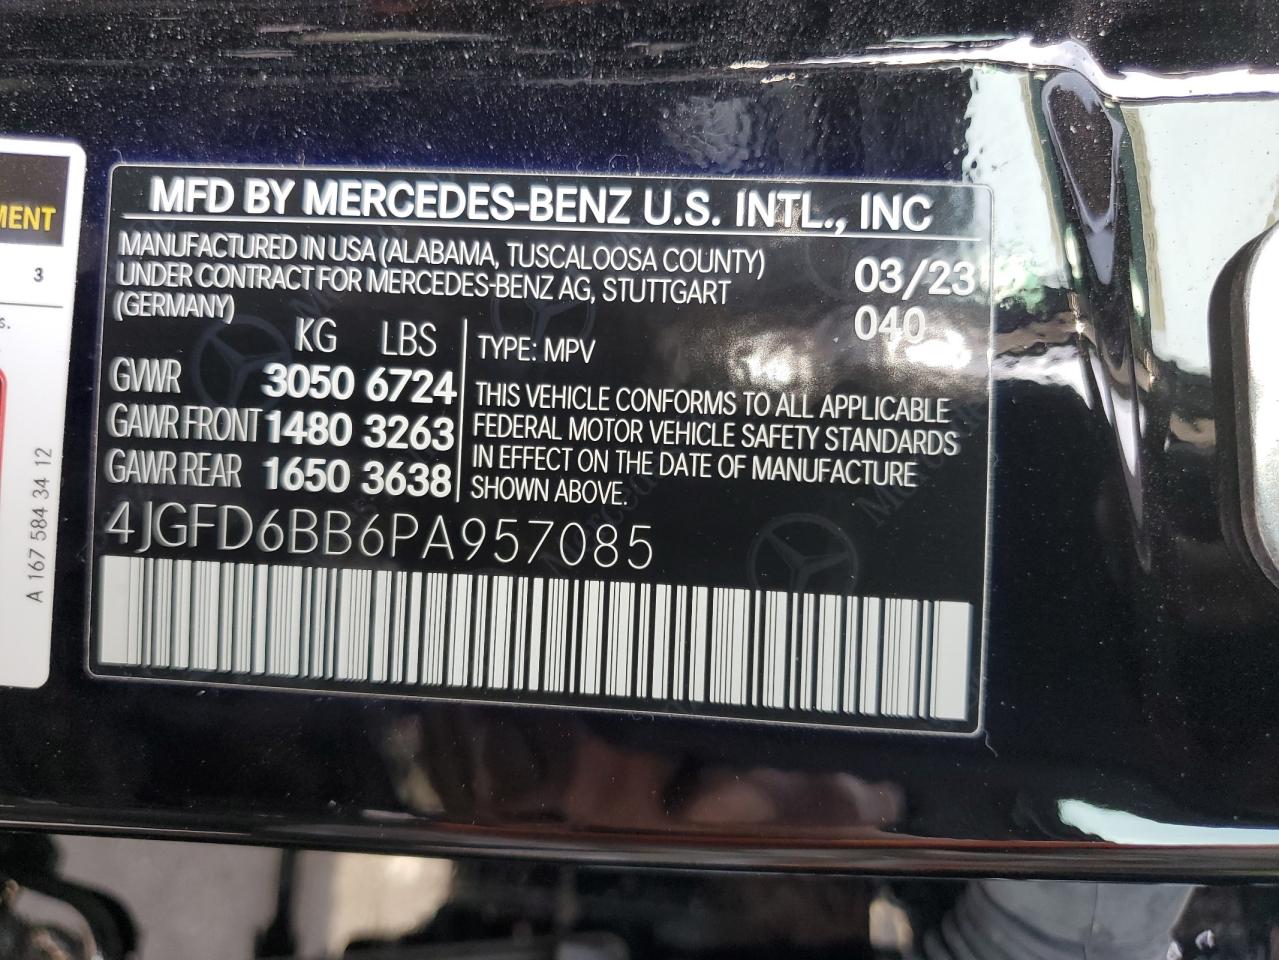 MFD BY MERCEDES-BENZ U.S. INTL., INC
MANUFACTURED IN USA (ALABAMA, TUSCALOOSA COUNTY)
UNDER CONTRACT FOR MERCEDES-BENZ AG, STUTTGART
(GERMANY)
03/23
040
KG LBS
GVWR 3050 6724
GAWR FRONT 1480 3263
GAWR REAR 1650 3638
TYPE: MPV
THIS VEHICLE CONFORMS TO ALL APPLICABLE
FEDERAL MOTOR VEHICLE SAFETY STANDARDS
IN EFFECT ON THE DATE OF MANUFACTURE
SHOWN ABOVE.
4JGFD6BB6PA957085
MENT
3
s.
A 167 584 34 12